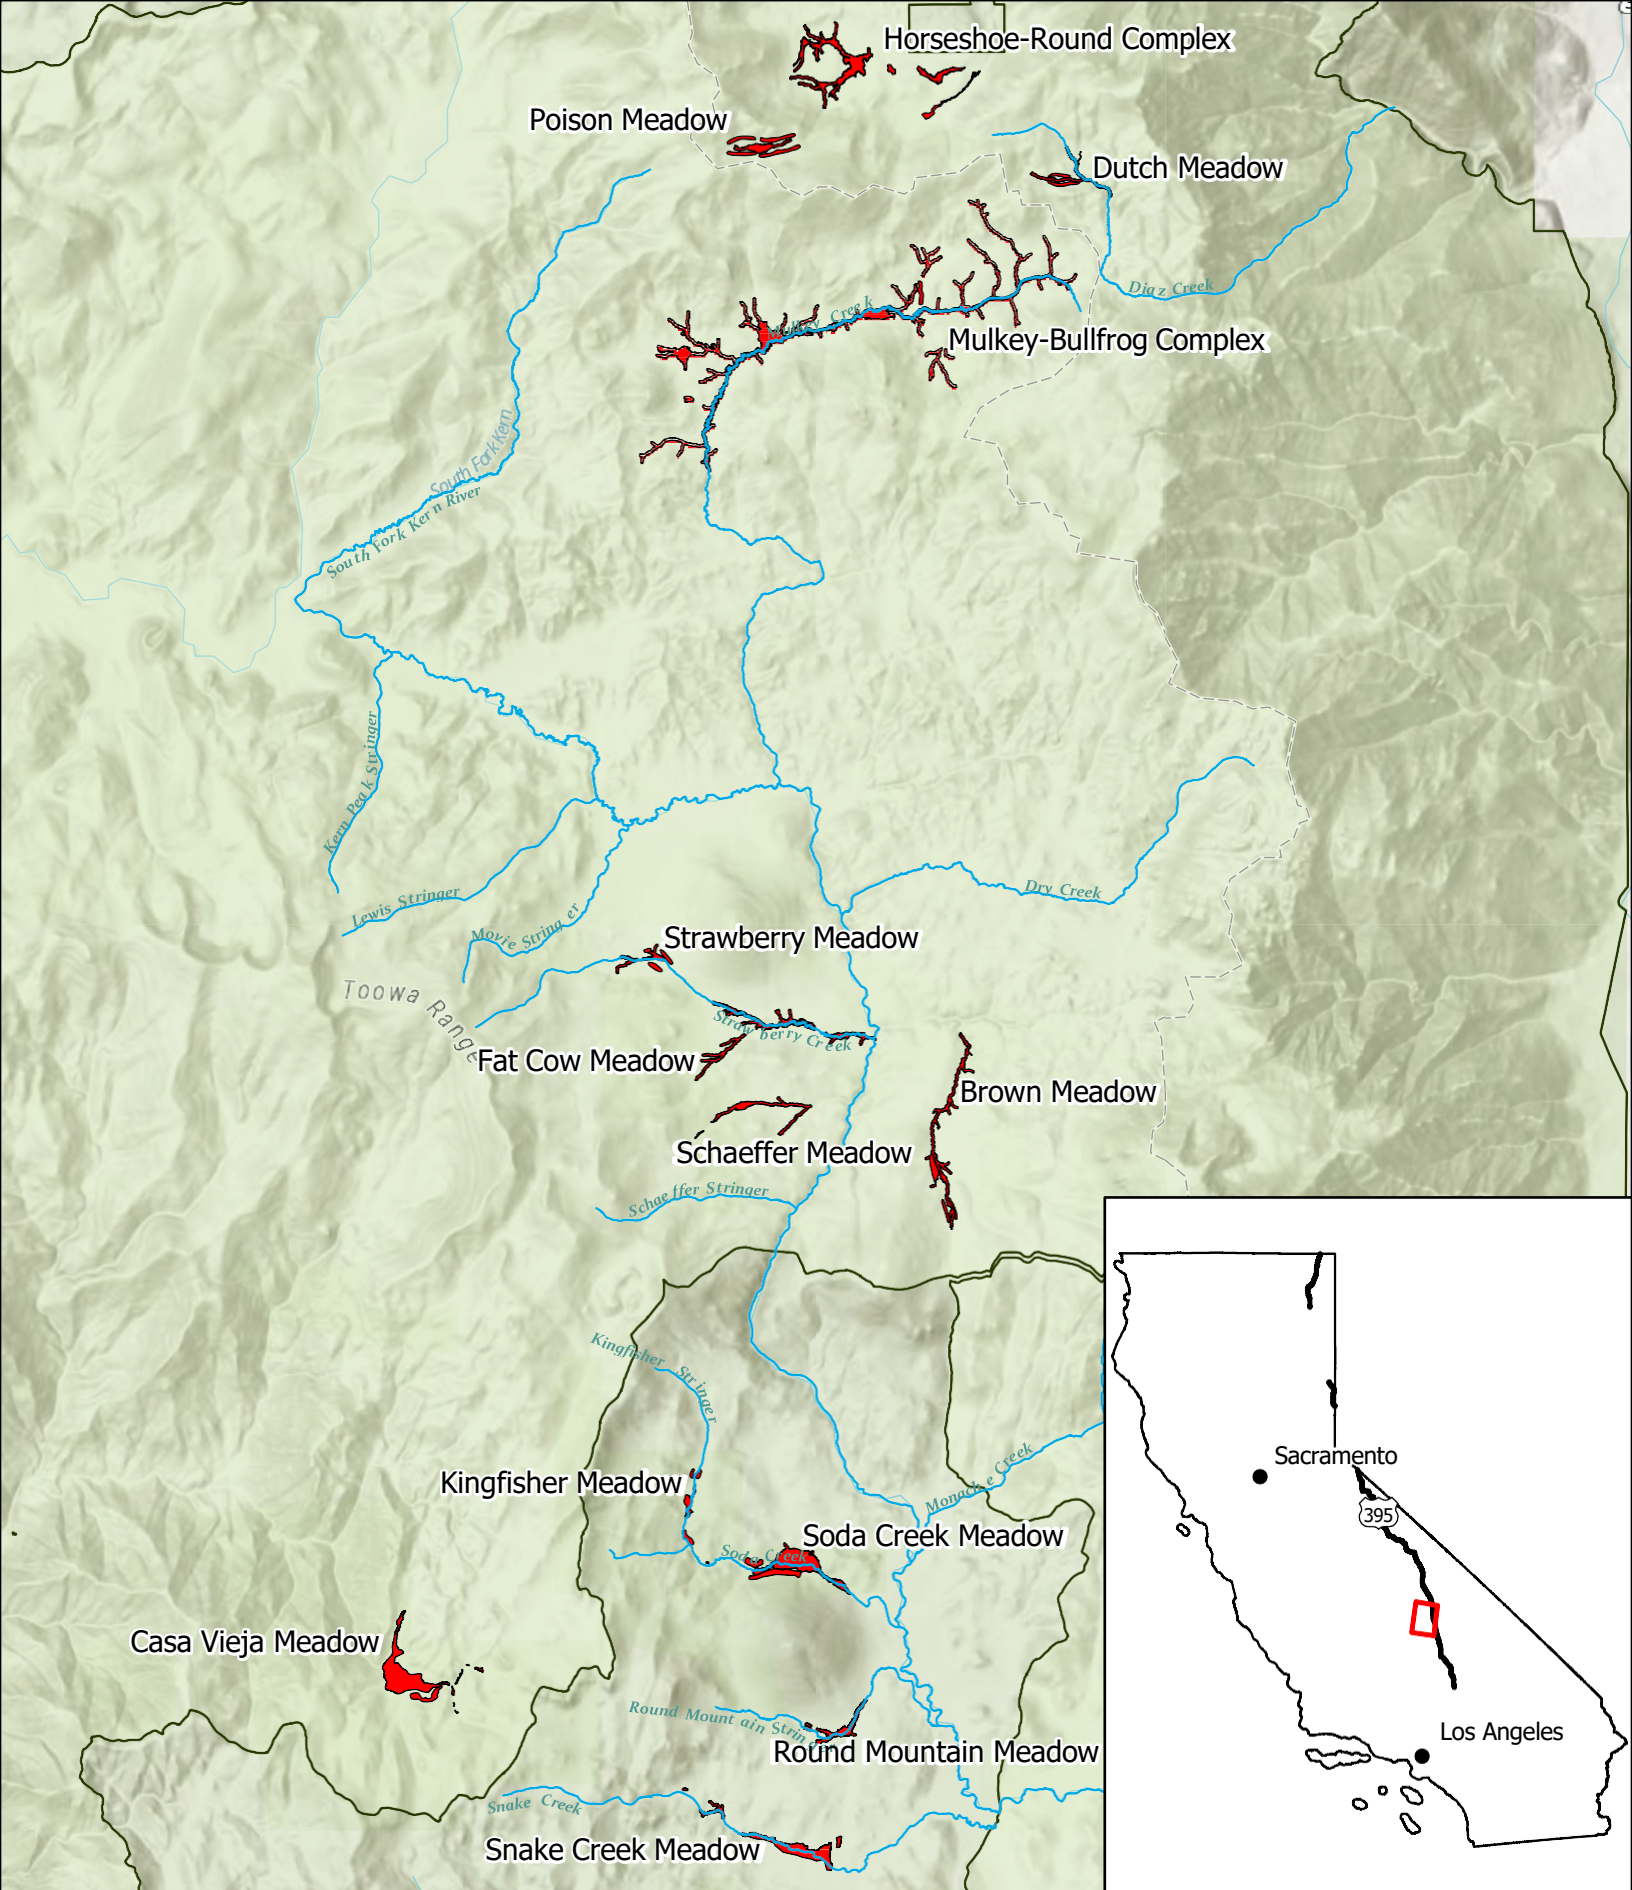 Horseshoe-Round Complex
Poison Meadow
Dutch Meadow
Diaz Creek
Mulkey Creek
Mulkey-Bullfrog Complex
South Fork Kern
South Fork Kern River
Kern Peak Stringer
Lewis Stringer
Movie Stringer
Dry Creek
Strawberry Meadow
Toowa Range
Strawberry Creek
Fat Cow Meadow
Brown Meadow
Schaeffer Meadow
Schaeffer Stringer
Kingfisher Stringer
Kingfisher Meadow
Monache Creek
Soda Creek Meadow
Soda Creek
Casa Vieja Meadow
Round Mountain Stringer
Round Mountain Meadow
Snake Creek
Snake Creek Meadow
Sacramento
395
Los Angeles